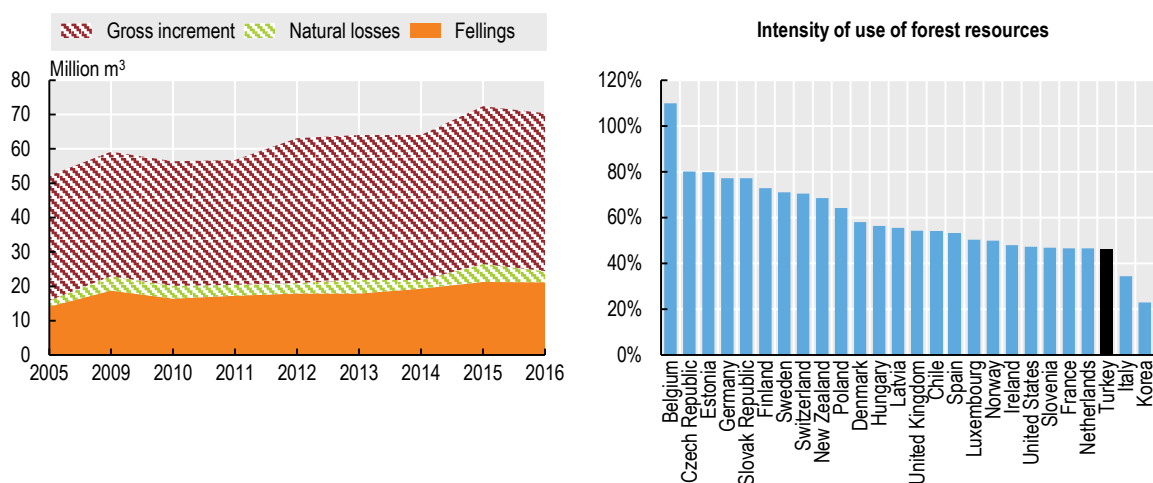 Gross increment Natural losses Fellings
Million m³
80
70
60
50
40
30
20
10
0
2005 2009 2010 2011 2012 2013 2014 2015 2016
Intensity of use of forest resources
120%
100%
80%
60%
40%
20%
0%
Belgium
Czech Republic
Estonia
Germany
Slovak Republic
Finland
Sweden
Switzerland
New Zealand
Poland
Denmark
Hungary
Latvia
United Kingdom
Chile
Spain
Luxembourg
Norway
Ireland
United States
Slovenia
France
Netherlands
Turkey
Italy
Korea